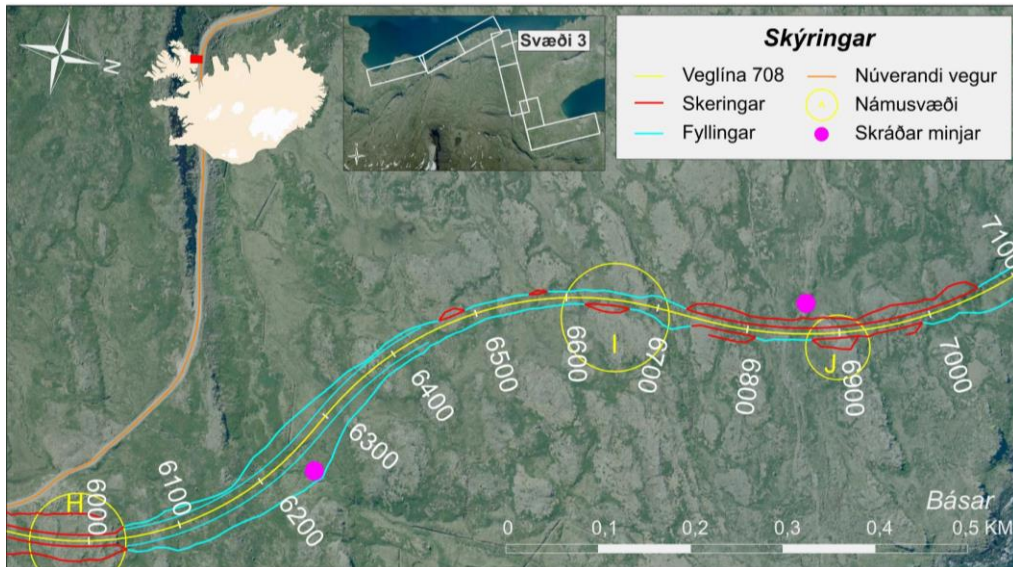 N
Svæði 3
Skýringar
Veglína 708
Núverandi vegur
Skeringar
Námusvæði
Fyllingar
Skráðar minjar
H
6000
6100
6200
6300
6400
6500
6600
I
6700
6800
J
6900
7000
7100
Básar
0 0,1 0,2 0,3 0,4 0,5 KM